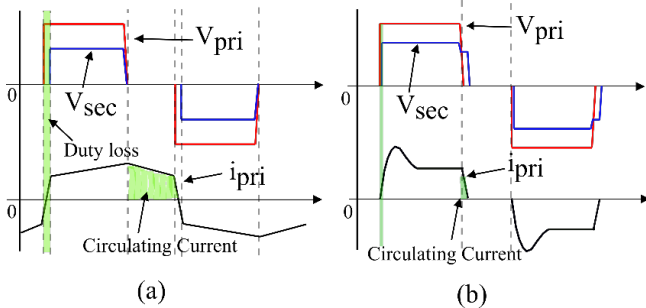 Vpri
0
Vsec
Duty loss
ipri
0
Circulating Current
(a)
Vpri
0
Vsec
ipri
0
Circulating Current
(b)